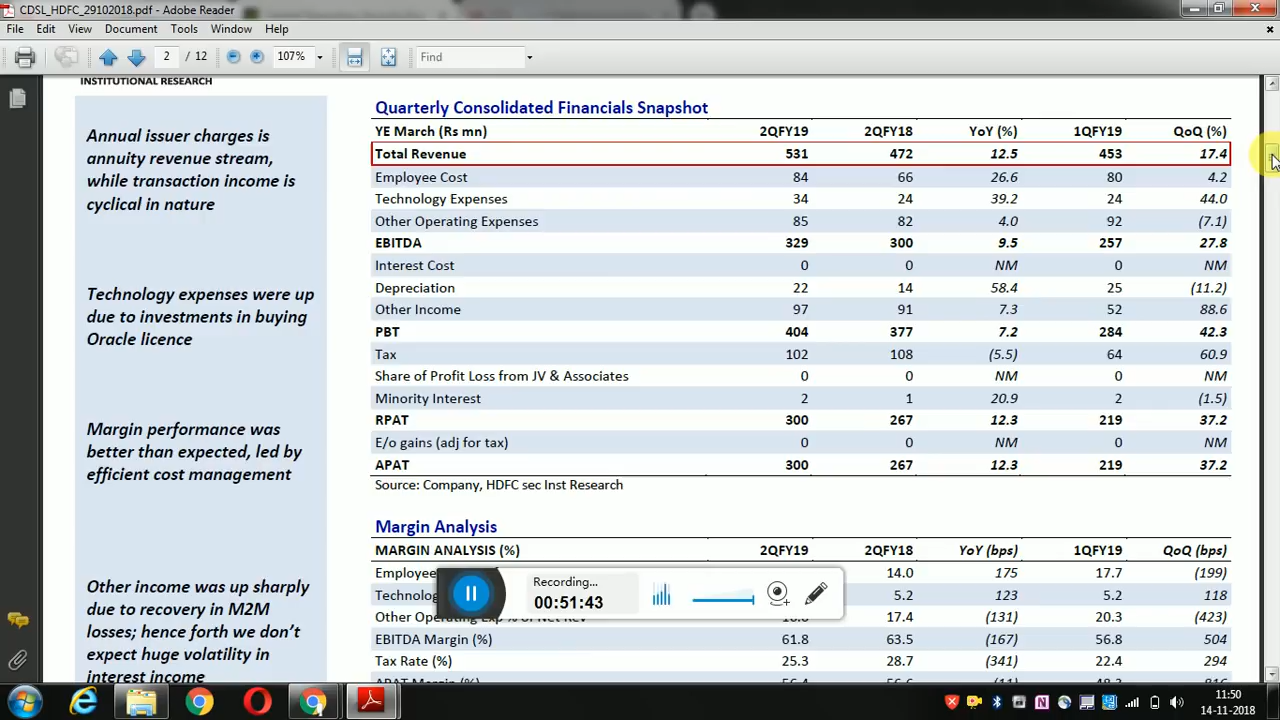 CDSL_HDFC_29102018.pdf - Adobe Reader
File Edit View Document Tools Window Help
2 / 12 107% Find
INSTITUTIONAL RESEARCH
Annual issuer charges is
annuity revenue stream,
while transaction income is
cyclical in nature
Technology expenses were up
due to investments in buying
Oracle licence
Margin performance was
better than expected, led by
efficient cost management
Other income was up sharply
due to recovery in M2M
losses; hence forth we don't
expect huge volatility in
interest income
Quarterly Consolidated Financials Snapshot
YE March (Rs mn) 2QFY19 2QFY18 YoY (%) 1QFY19 QoQ (%)
Total Revenue 531 472 12.5 453 17.4
Employee Cost 84 66 26.6 80 4.2
Technology Expenses 34 24 39.2 24 44.0
Other Operating Expenses 85 82 4.0 92 (7.1)
EBITDA 329 300 9.5 257 27.8
Interest Cost 0 0 NM 0 NM
Depreciation 22 14 58.4 25 (11.2)
Other Income 97 91 7.3 52 88.6
PBT 404 377 7.2 284 42.3
Tax 102 108 (5.5) 64 60.9
Share of Profit Loss from JV & Associates 0 0 NM 0 NM
Minority Interest 2 1 20.9 2 (1.5)
RPAT 300 267 12.3 219 37.2
E/o gains (adj for tax) 0 0 NM 0 NM
APAT 300 267 12.3 219 37.2
Source: Company, HDFC sec Inst Research
Margin Analysis
MARGIN ANALYSIS (%) 2QFY19 2QFY18 YoY (bps) 1QFY19 QoQ (bps)
14.0 175 17.7 (199)
5.2 123 5.2 118
17.4 (131) 20.3 (423)
EBITDA Margin (%) 61.8 63.5 (167) 56.8 504
Tax Rate (%) 25.3 28.7 (341) 22.4 294
Recording...
00:51:43
11:50
14-11-2018